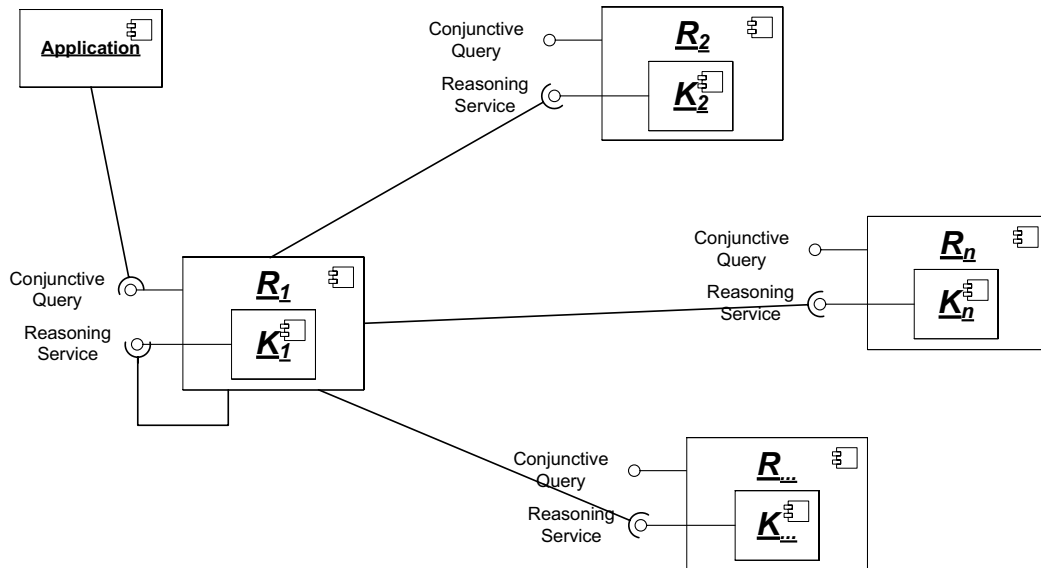 Application
Conjunctive
Query
Reasoning
Service
R2
K2
Conjunctive
Query
Reasoning
Service
Rn
Kn
Conjunctive
Query
Reasoning
Service
R1
K1
Conjunctive
Query
Reasoning
Service
R...
K...